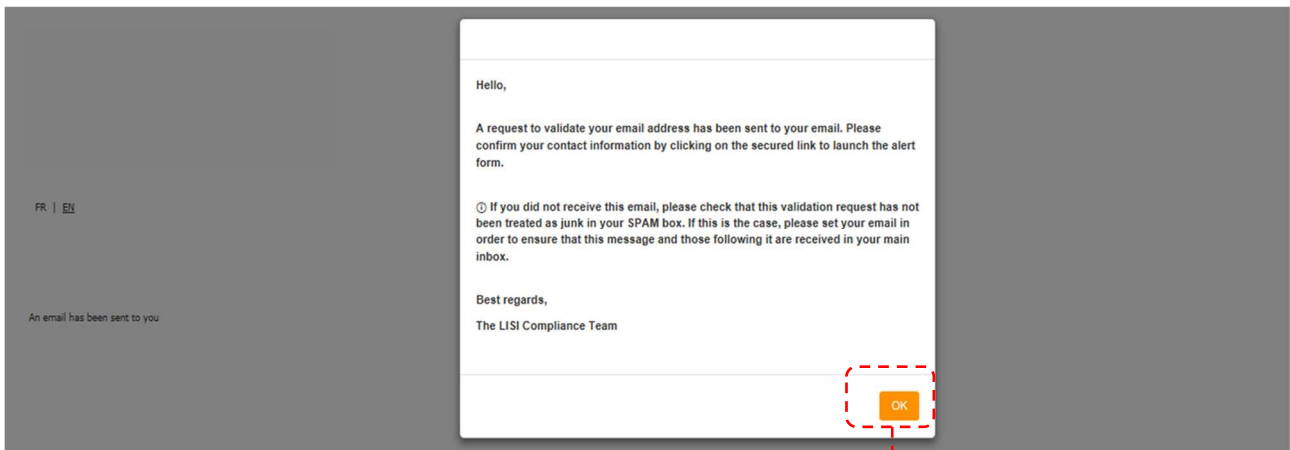 Hello,
A request to validate your email address has been sent to your email. Please
confirm your contact information by clicking on the secured link to launch the alert
form.
FR | EN
ⓘ If you did not receive this email, please check that this validation request has not
been treated as junk in your SPAM box. If this is the case, please set your email in
order to ensure that this message and those following it are received in your main
inbox.
Best regards,
An email has been sent to you
The LISI Compliance Team
OK